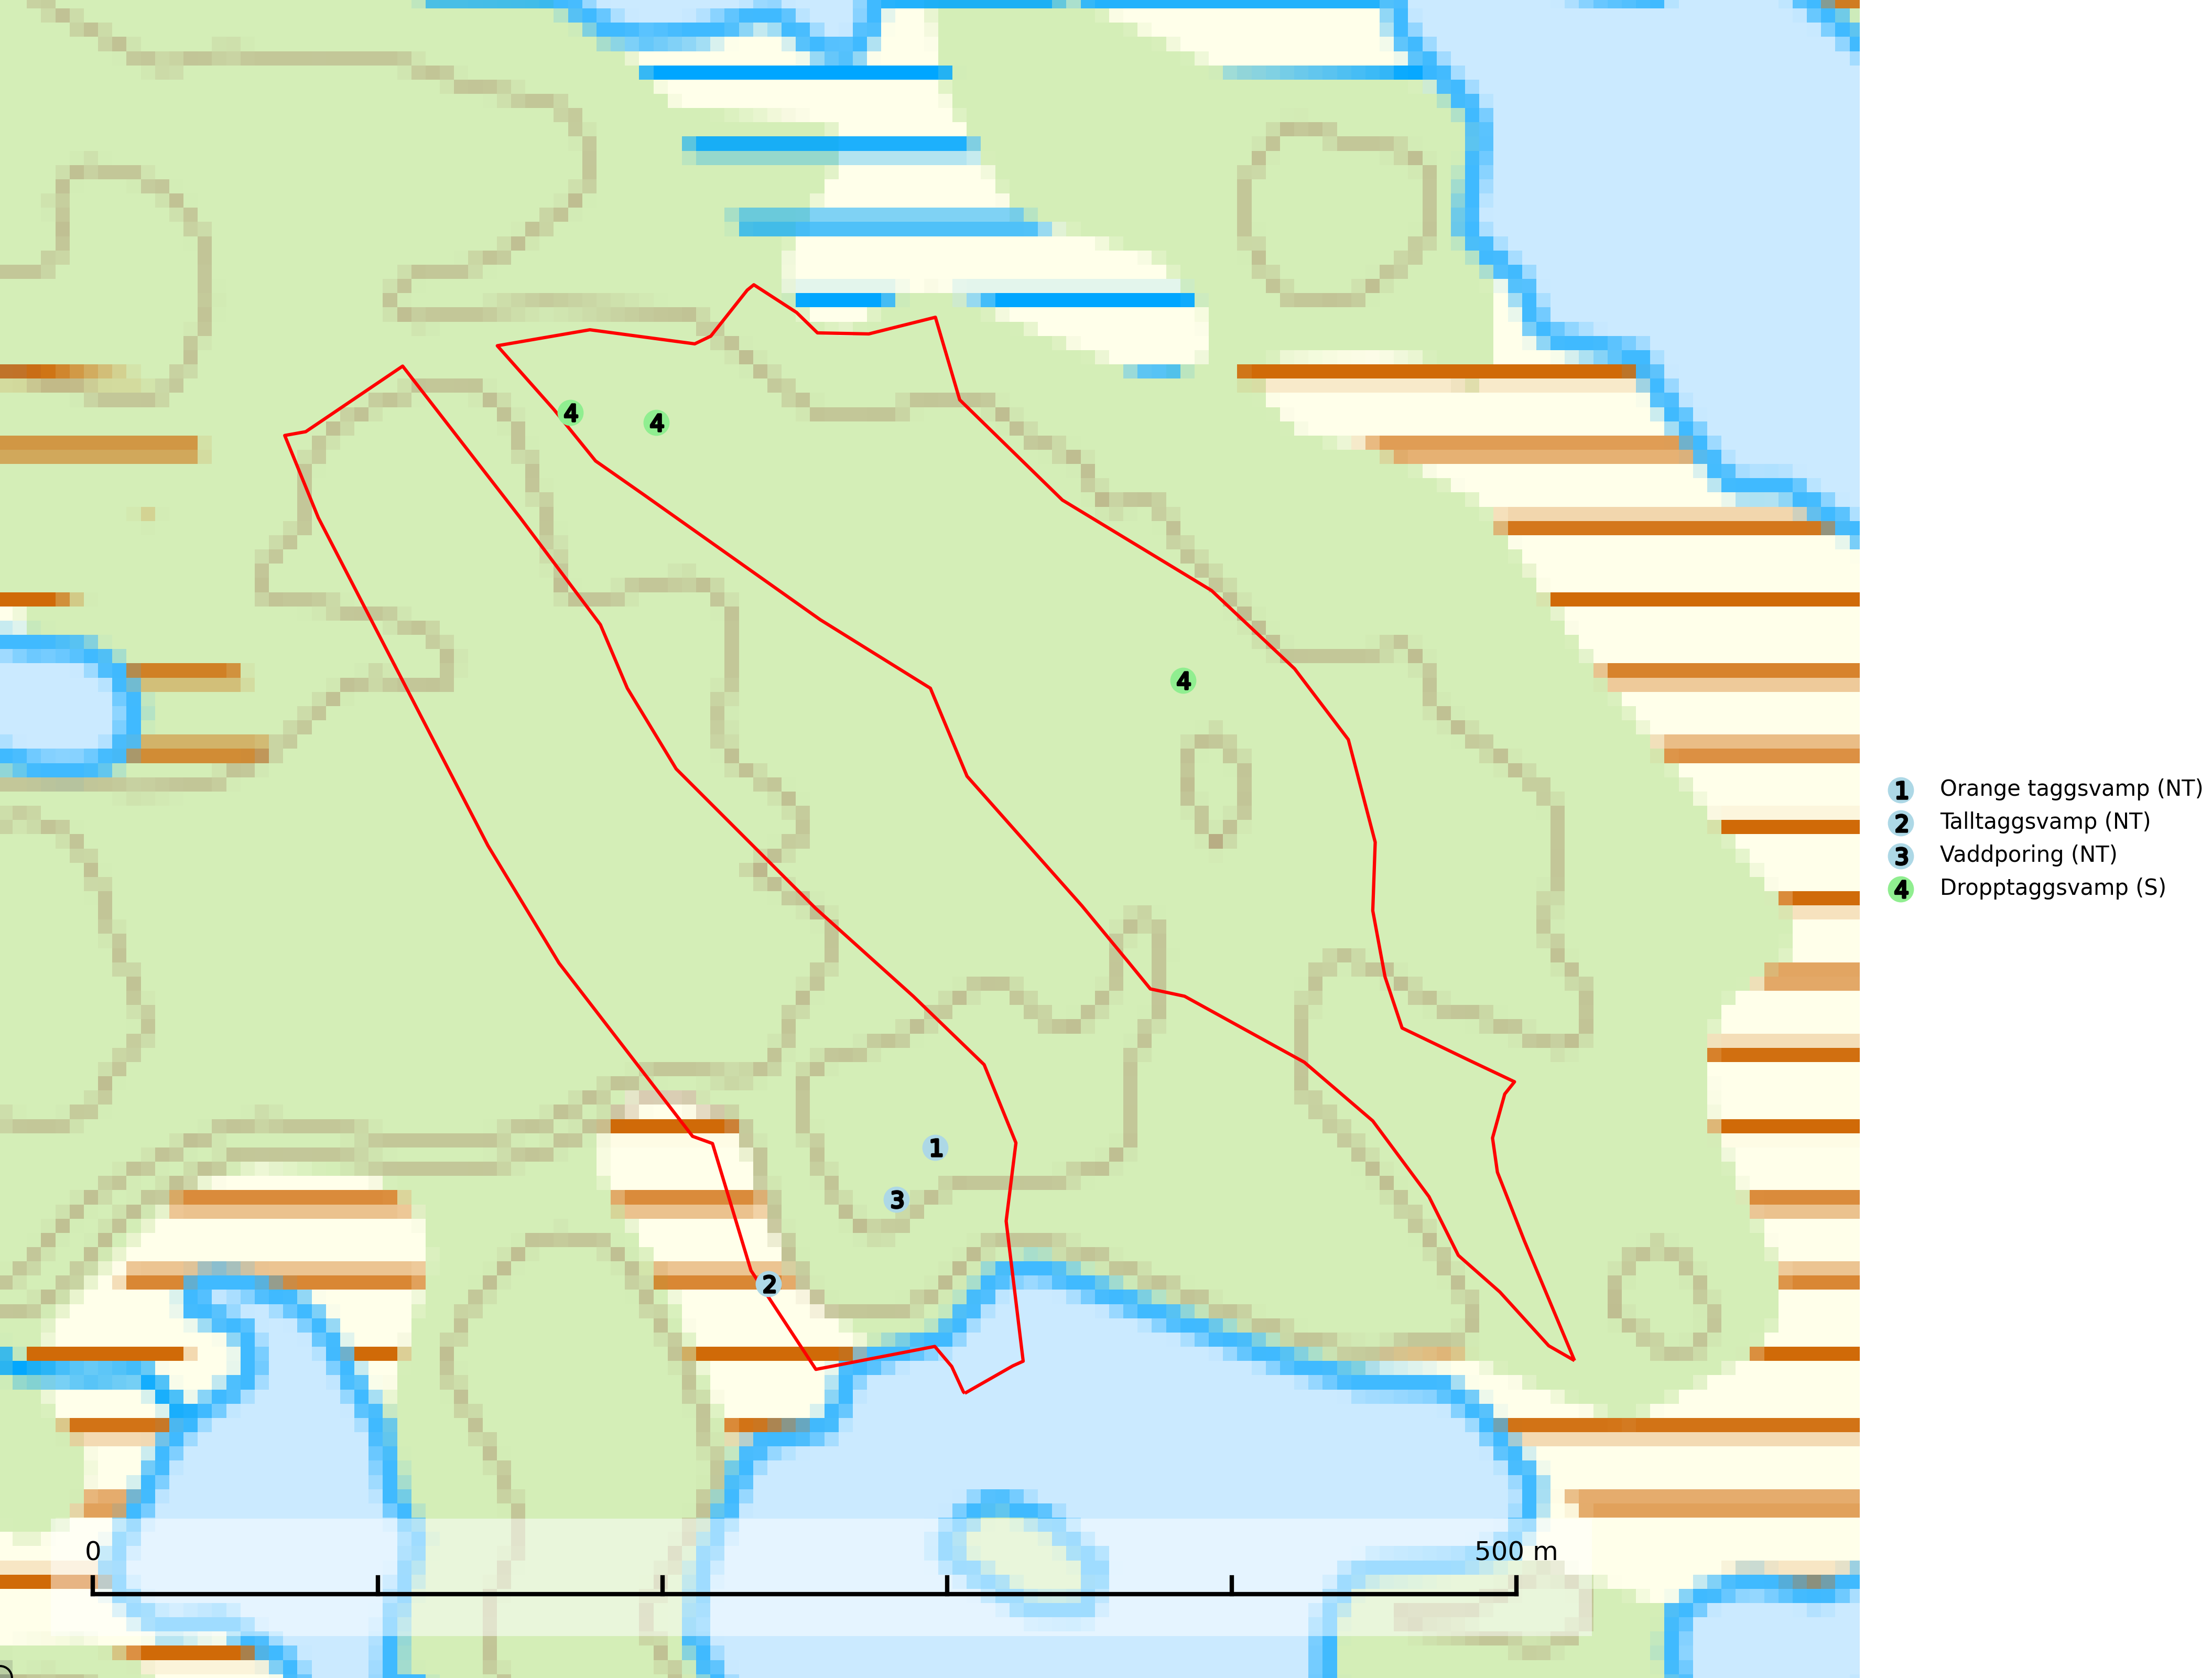 4
4
4
1
3
2
1 Orange taggsvamp (NT)
2 Talltaggsvamp (NT)
3 Vaddporing (NT)
4 Dropptaggsvamp (S)
0 500 m